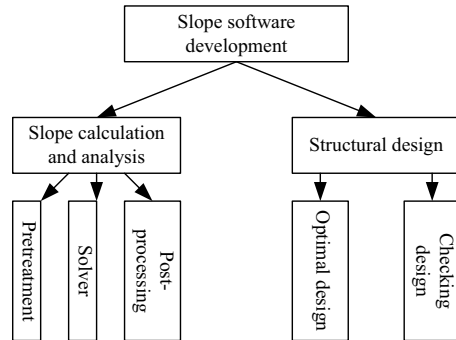 Slope software
development
Slope calculation
and analysis
Structural design
Pretreatment
Solver
Post-
processing
Optimal design
Checking
design